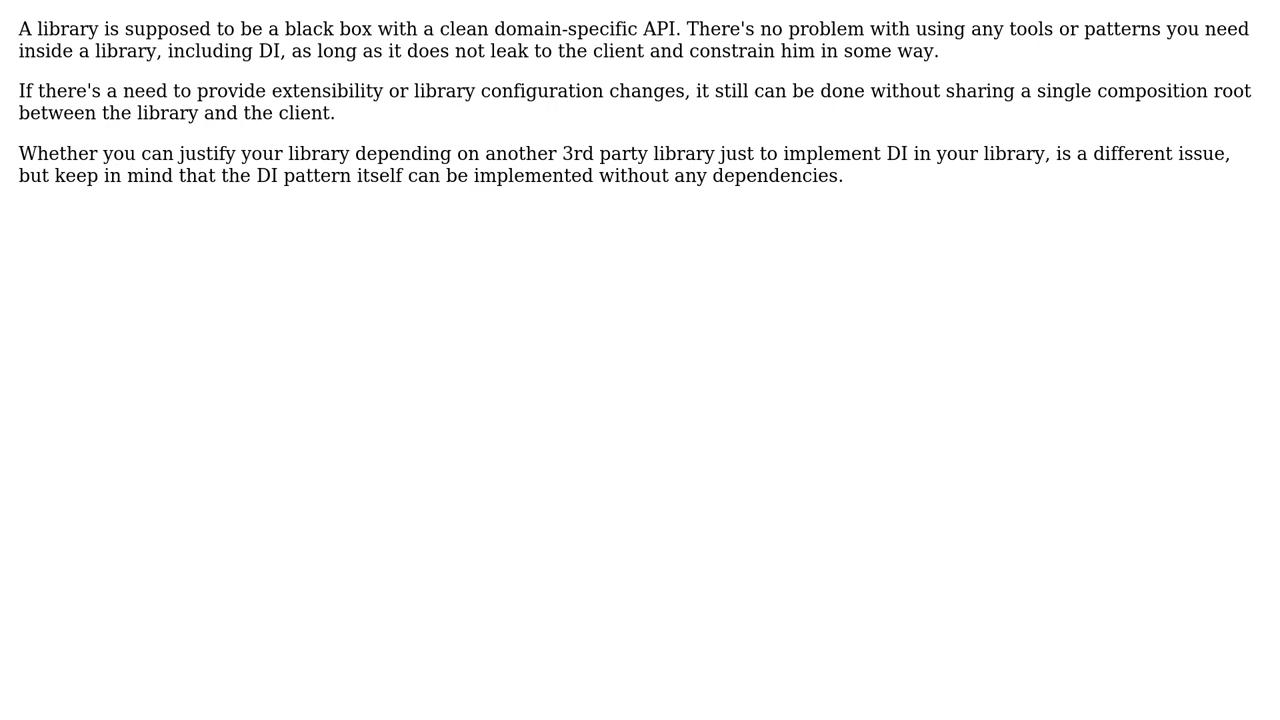 A library is supposed to be a black box with a clean domain-specific API. There's no problem with using any tools or patterns you need
inside a library, including DI, as long as it does not leak to the client and constrain him in some way.
If there's a need to provide extensibility or library configuration changes, it still can be done without sharing a single composition root
between the library and the client.
Whether you can justify your library depending on another 3rd party library just to implement DI in your library, is a different issue,
but keep in mind that the DI pattern itself can be implemented without any dependencies.